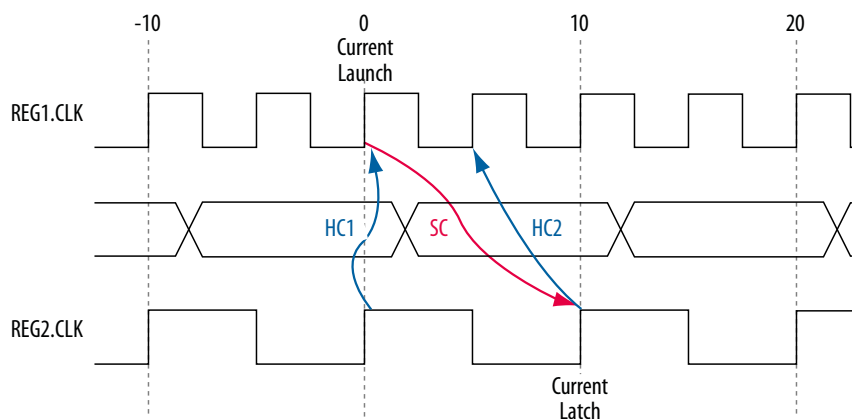 -10 0 10 20
Current
Launch
REG1.CLK
HC1 SC HC2
REG2.CLK
Current
Latch